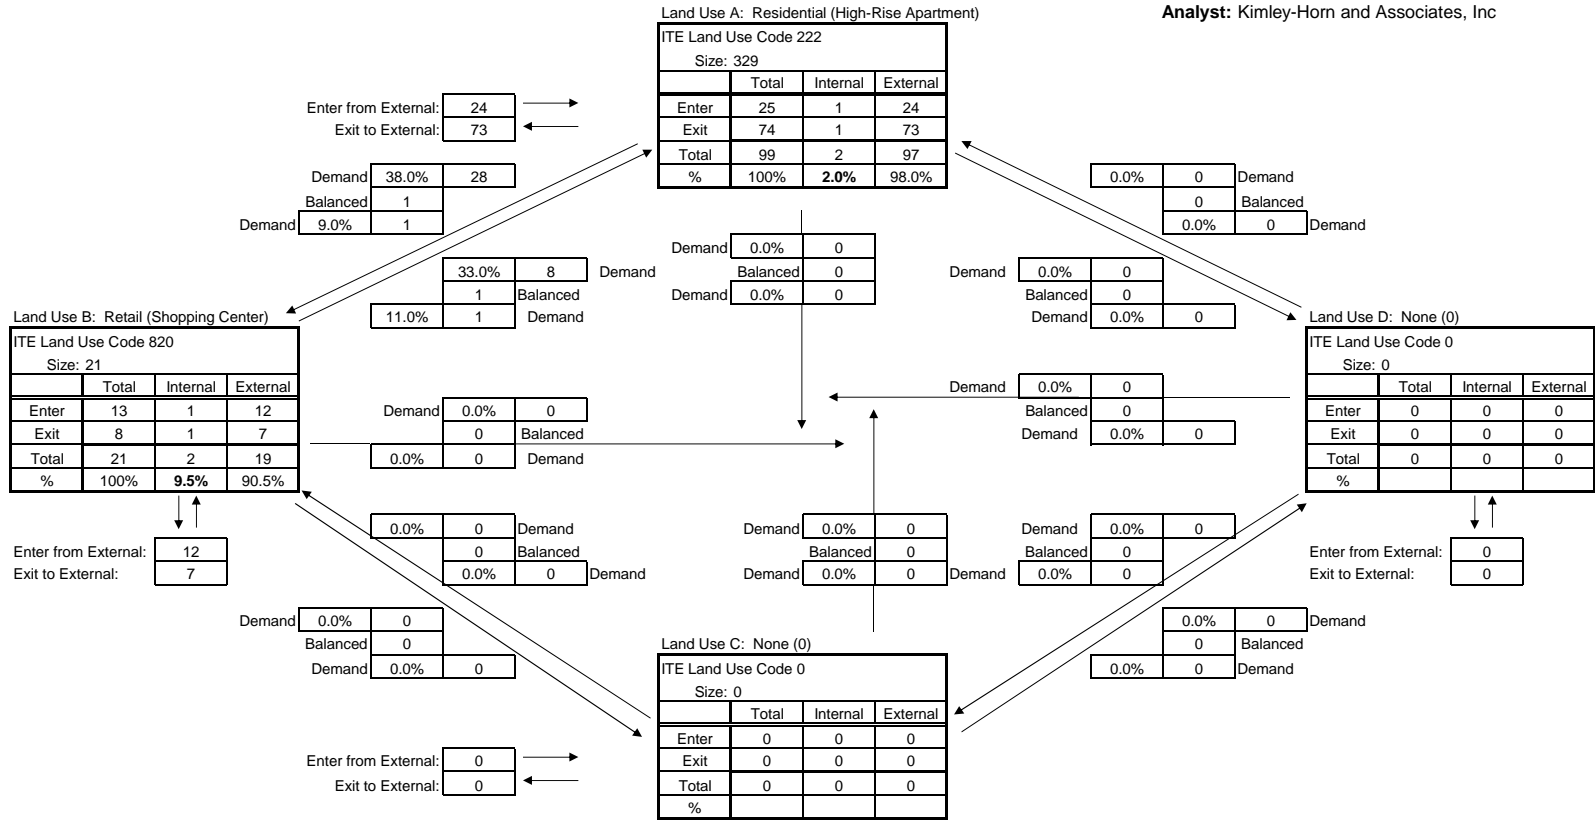 Land Use A: Residential (High-Rise Apartment)
Analyst: Kimley-Horn and Associates, Inc
ITE Land Use Code 222
Size: 329
Total Internal External
Enter 25 1 24
Exit 74 1 73
Total 99 2 97
% 100% 2.0% 98.0%
Enter from External: 24
Exit to External: 73
Demand 38.0% 28
Balanced 1
Demand 9.0% 1
33.0% 8 Demand
1 Balanced
11.0% 1 Demand
Demand 0.0% 0
Balanced 0
Demand 0.0% 0
0.0% 0 Demand
0 Balanced
0.0% 0 Demand
Demand 0.0% 0
Balanced 0
Demand 0.0% 0
Land Use B: Retail (Shopping Center)
ITE Land Use Code 820
Size: 21
Total Internal External
Enter 13 1 12
Exit 8 1 7
Total 21 2 19
% 100% 9.5% 90.5%
Enter from External: 12
Exit to External: 7
Demand 0.0% 0
0 Balanced
0.0% 0 Demand
Demand 0.0% 0
Balanced 0
Demand 0.0% 0
Land Use D: None (0)
ITE Land Use Code 0
Size: 0
Total Internal External
Enter 0 0 0
Exit 0 0 0
Total 0 0 0
%
Enter from External: 0
Exit to External: 0
0.0% 0 Demand
0 Balanced
0.0% 0 Demand
Demand 0.0% 0
Balanced 0
Demand 0.0% 0
Demand 0.0% 0
Balanced 0
Demand 0.0% 0
Demand 0.0% 0
Balanced 0
Demand 0.0% 0
0.0% 0 Demand
0 Balanced
0.0% 0 Demand
Land Use C: None (0)
ITE Land Use Code 0
Size: 0
Total Internal External
Enter 0 0 0
Exit 0 0 0
Total 0 0 0
%
Enter from External: 0
Exit to External: 0